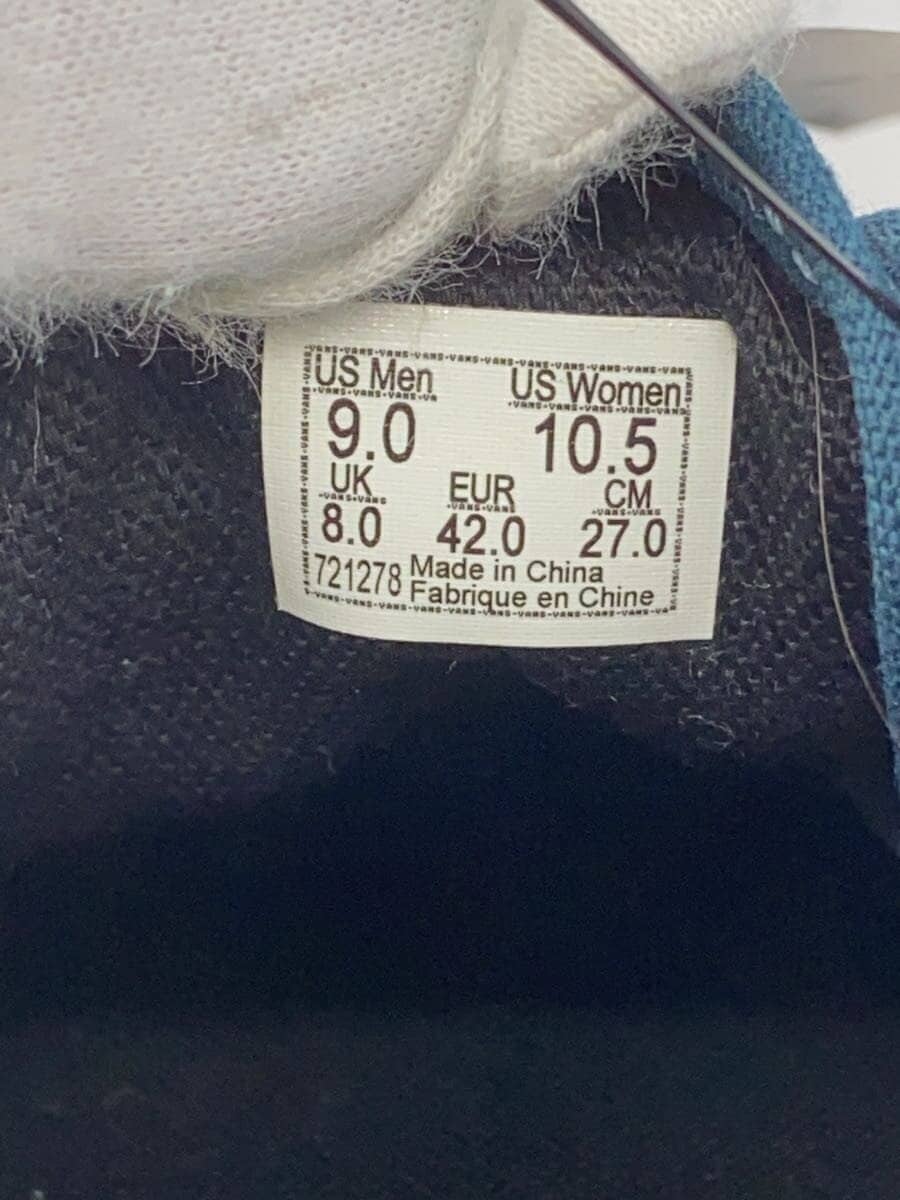 US Men US Women
9.0 10.5
UK EUR CM
8.0 42.0 27.0
721278 Made in China
Fabrique en Chine